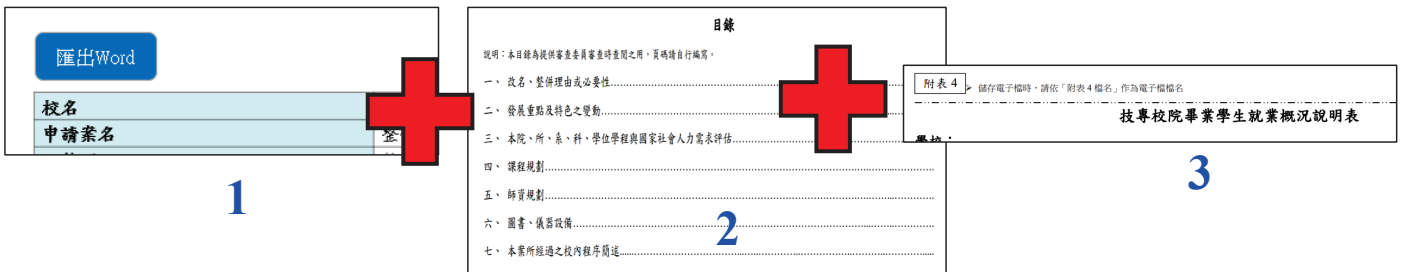 匯出Word
校名
申請案名
整
1
目錄
說明：本目錄為提供審查委員審查時查閱之用，頁碼請自行編寫。
一、 改名、整併理由或必要性
二、 發展重點及特色之變動
三、 本院、所、系、科、學位學程與國家社會人力需求評估
四、 課程規劃
五、 師資規劃
六、 圖書、儀器設備
七、 本案所經過之校內程序簡述
2
附表 4
➢ 儲存電子檔時，請依「附表 4 檔名」作為電子檔檔名
技專校院畢業學生就業概況說明表
學校：
3